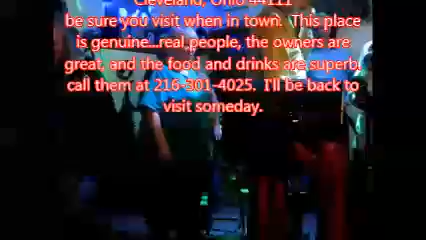 Cleveland, Ohio 44111
be sure you visit when in town.  This place
is genuine...real people, the owners are
great, and the food and drinks are superb,
call them at 216-301-4025.  I'll be back to
visit someday.